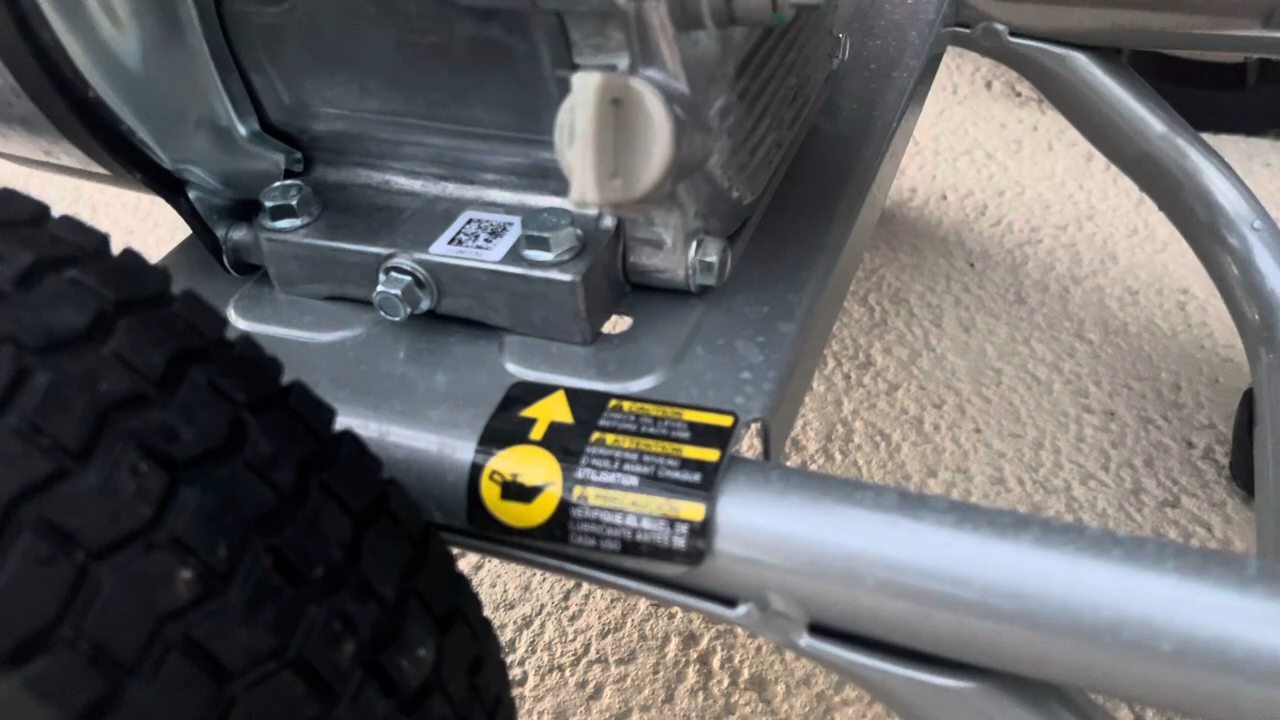 CAUTION
CHECK OIL LEVEL
BEFORE EACH USE
ATTENTION
VÉRIFIER NIVEAU
D'HUILE AVANT CHAQUE
UTILISATION
PRECAUCIÓN
VERIFIQUE EL NIVEL DE
LUBRICANTE ANTES DE
CADA USO